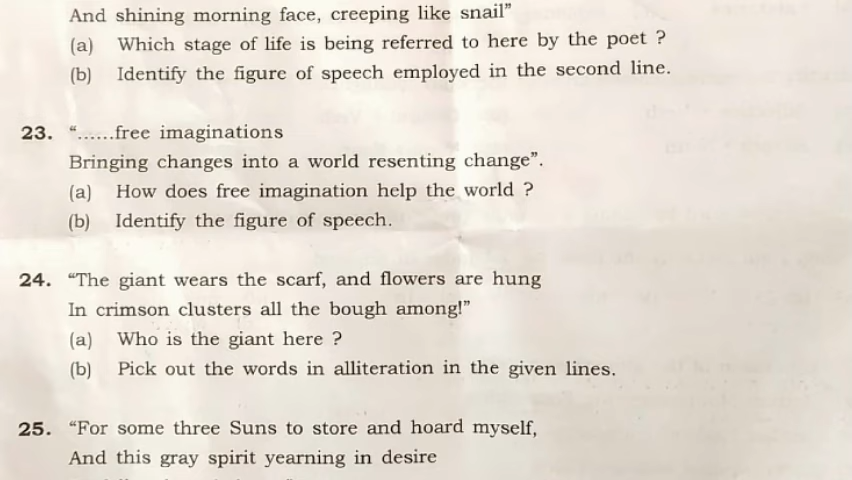 And shining morning face, creeping like snail”
(a) Which stage of life is being referred to here by the poet ?
(b) Identify the figure of speech employed in the second line.
23. “......free imaginations
Bringing changes into a world resenting change”.
(a) How does free imagination help the world ?
(b) Identify the figure of speech.
24. “The giant wears the scarf, and flowers are hung
In crimson clusters all the bough among!”
(a) Who is the giant here ?
(b) Pick out the words in alliteration in the given lines.
25. “For some three Suns to store and hoard myself,
And this gray spirit yearning in desire